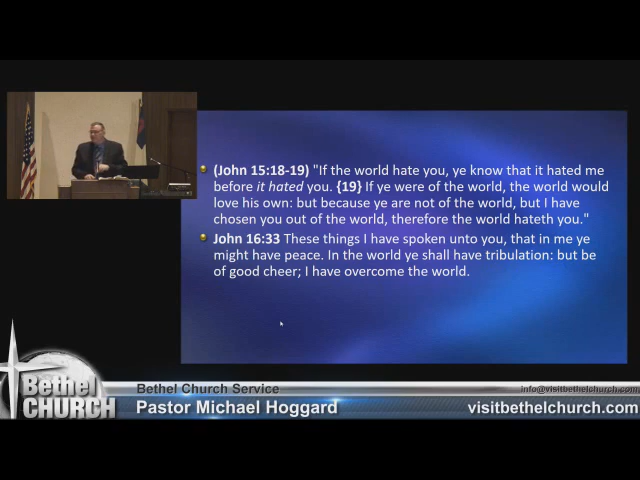 (John 15:18-19) "If the world hate you, ye know that it hated me
before it hated you. {19} If ye were of the world, the world would
love his own: but because ye are not of the world, but I have
chosen you out of the world, therefore the world hateth you."
John 16:33 These things I have spoken unto you, that in me ye
might have peace. In the world ye shall have tribulation: but be
of good cheer; I have overcome the world.
Bethel
CHURCH
Bethel Church Service
info@visitbethelchurch.com
Pastor Michael Hoggard
visitbethelchurch.com